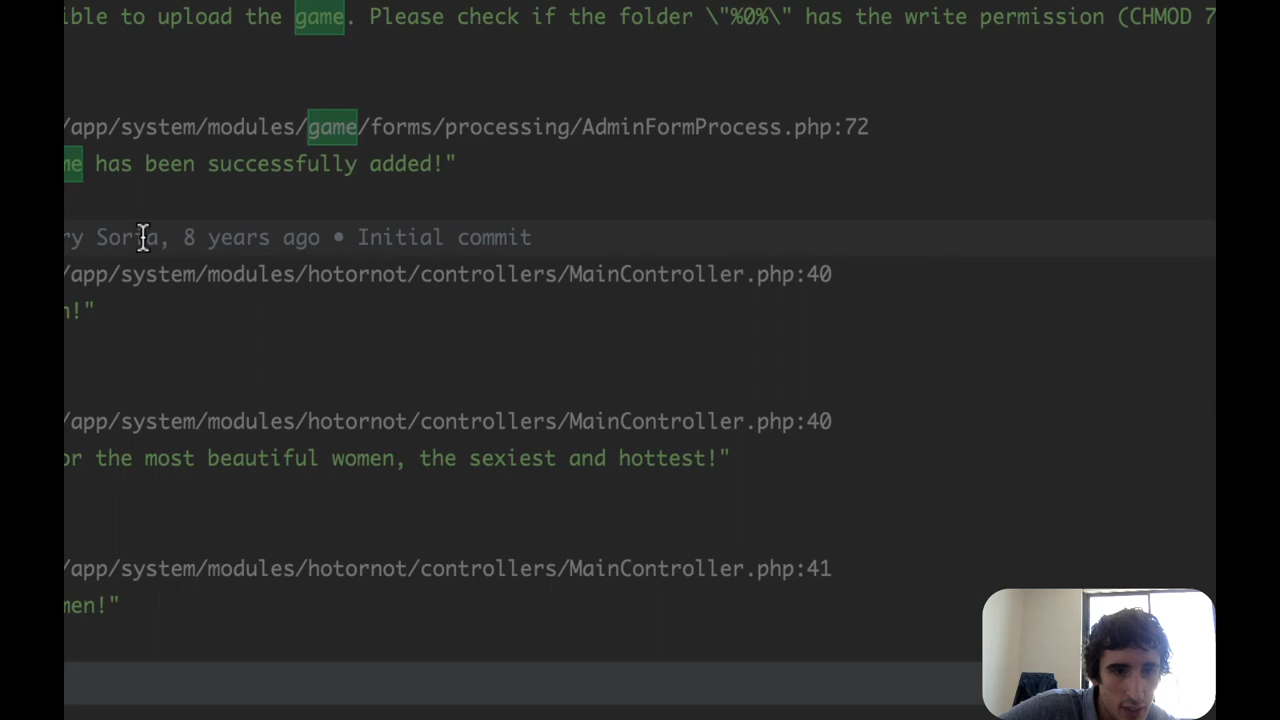 ible to upload the game. Please check if the folder \"%0%\" has the write permission (CHMOD 7
/app/system/modules/game/forms/processing/AdminFormProcess.php:72
me has been successfully added!"
ry Soria, 8 years ago • Initial commit
/app/system/modules/hotornot/controllers/MainController.php:40
n!"
/app/system/modules/hotornot/controllers/MainController.php:40
or the most beautiful women, the sexiest and hottest!"
/app/system/modules/hotornot/controllers/MainController.php:41
men!"